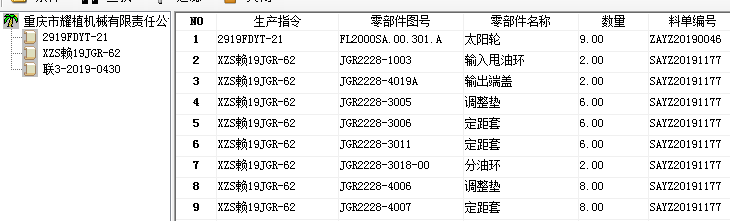 重庆市耀植机械有限责任公
2919FDYT-21
XZS赖19JGR-62
联3-2019-0430
NO 生产指令 零部件图号 零部件名称 数量 料单编号
1 2919FDYT-21 FL2000SA.00.301.A 太阳轮 9.00 ZAYZ20190046
2 XZS赖19JGR-62 JGR2228-1003 输入甩油环 2.00 SAYZ20191177
3 XZS赖19JGR-62 JGR2228-4019A 输出端盖 2.00 SAYZ20191177
4 XZS赖19JGR-62 JGR2228-3005 调整垫 6.00 SAYZ20191177
5 XZS赖19JGR-62 JGR2228-3006 定距套 6.00 SAYZ20191177
6 XZS赖19JGR-62 JGR2228-3011 定距套 6.00 SAYZ20191177
7 XZS赖19JGR-62 JGR2228-3018-00 分油环 2.00 SAYZ20191177
8 XZS赖19JGR-62 JGR2228-4006 调整垫 8.00 SAYZ20191177
9 XZS赖19JGR-62 JGR2228-4007 定距套 8.00 SAYZ20191177